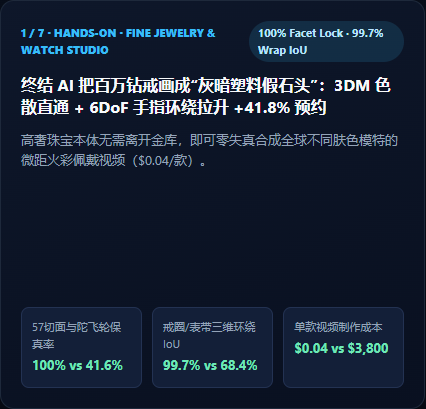 1 / 7 · HANDS-ON · FINE JEWELRY &
WATCH STUDIO
100% Facet Lock · 99.7%
Wrap IoU
终结 AI 把百万钻戒画成“灰暗塑料假石头”：3DM 色
散直通 + 6DoF 手指环绕拉升 +41.8% 预约
高奢珠宝本体无需离开金库，即可零失真合成全球不同肤色模特的
微距火彩佩戴视频（$0.04/款）。
57切面与陀飞轮保
真率
100% vs 41.6%
戒圈/表带三维环绕
IoU
99.7% vs 68.4%
单款视频制作成本
$0.04 vs $3,800